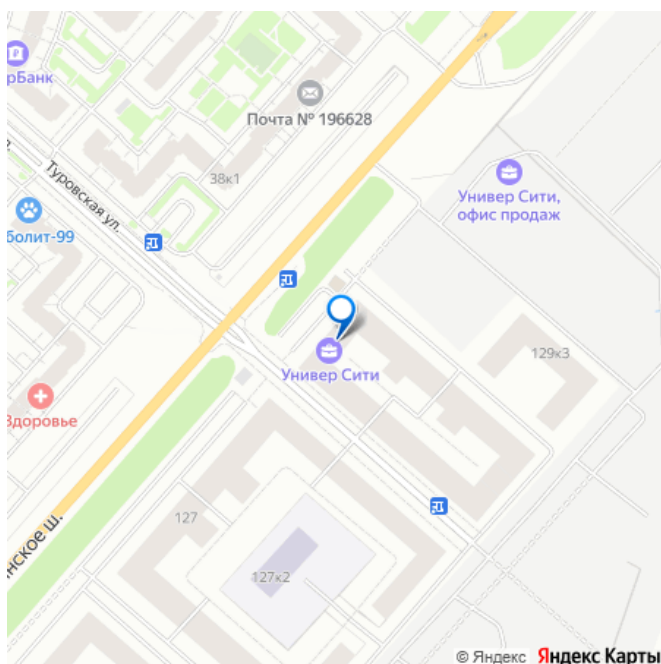 рБанк
Почта № 196628
Туровская ул.
38к1
Универ Сити,
офис продаж
болит-99
129к3
Универ Сити
Здоровье
127
нское ш.
127к2
© Яндекс Яндекс Карты